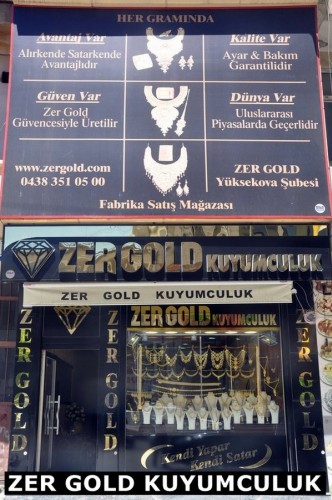 HER GRAMINDA
Avantaj Var
Alırkende Satarkende
Avantajlıdır
Kalite Var
Ayar & Bakım
Garantilidir
Güven Var
Zer Gold
Güvencesiyle Üretilir
Dünya Var
Uluslararası
Piyasalarda Geçerlidir
www.zergold.com
0438 351 05 00
ZER GOLD
Yüksekova Şubesi
Fabrika Satış Mağazası
ZER GOLD KUYUMCULUK
ZER GOLD KUYUMCULUK
ZER GOLD KUYUMCULUK
ZER GOLD
ZER GOLD
ZER GOLD
Kendi Yapar
Kendi Satar
ZER GOLD KUYUMCULUK